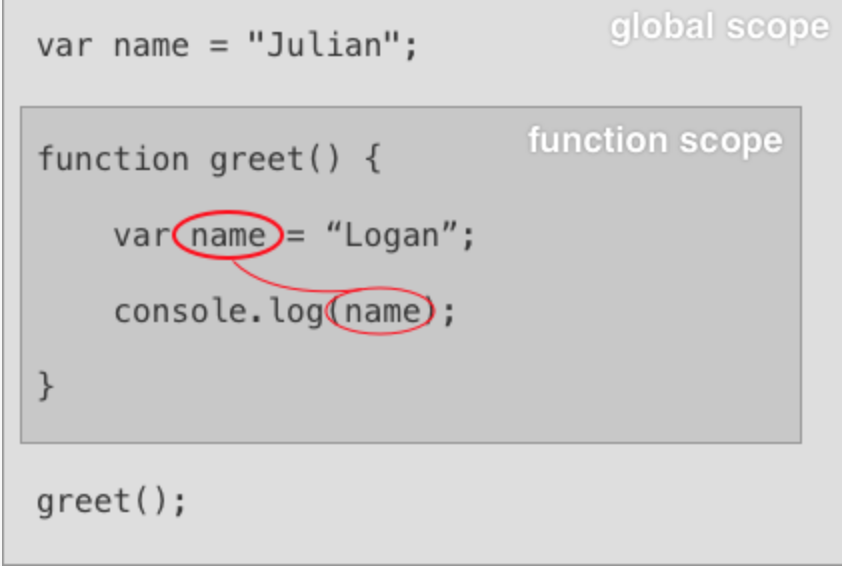 global scope
var name = "Julian";
function scope
function greet() {
var name = “Logan”;
console.log(name);
}
greet();